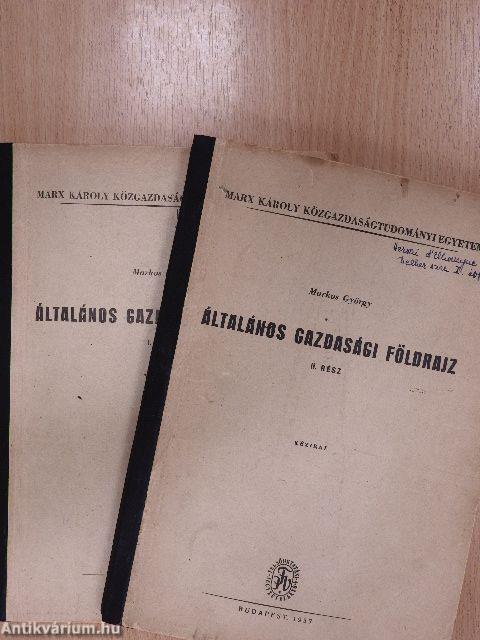 MARX KÁROLY KÖZGAZDASÁG
Markos
ÁLTALÁNOS GAZD
I.
MARX KÁROLY KÖZGAZDASÁGTUDOMÁNYI EGYETEM
Markos György
ÁLTALÁNOS GAZDASÁGI FÖLDRAJZ
II. RÉSZ
KÉZIRAT
BUDAPEST, 1957
Antikvárium.hu